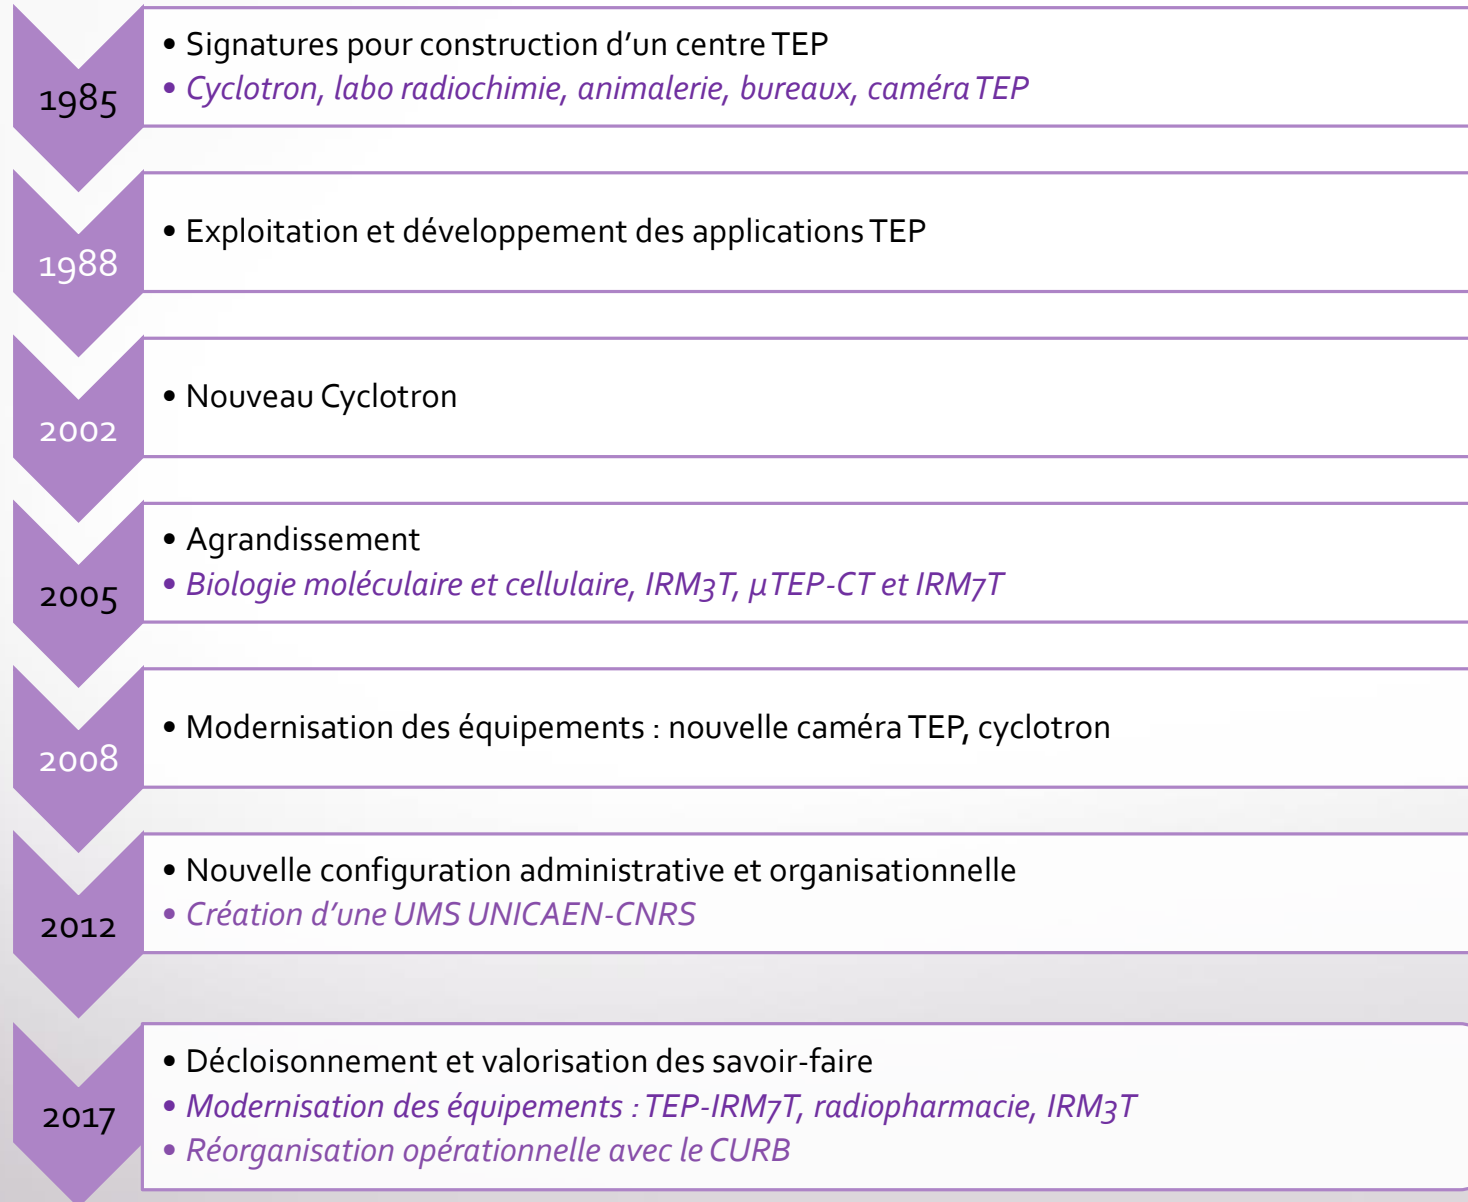 1985
• Signatures pour construction d’un centre TEP
• Cyclotron, labo radiochimie, animalerie, bureaux, caméra TEP
1988
• Exploitation et développement des applications TEP
2002
• Nouveau Cyclotron
2005
• Agrandissement
• Biologie moléculaire et cellulaire, IRM3T, µTEP-CT et IRM7T
2008
• Modernisation des équipements : nouvelle caméra TEP, cyclotron
2012
• Nouvelle configuration administrative et organisationnelle
• Création d’une UMS UNICAEN-CNRS
2017
• Décloisonnement et valorisation des savoir-faire
• Modernisation des équipements : TEP-IRM7T, radiopharmacie, IRM3T
• Réorganisation opérationnelle avec le CURB